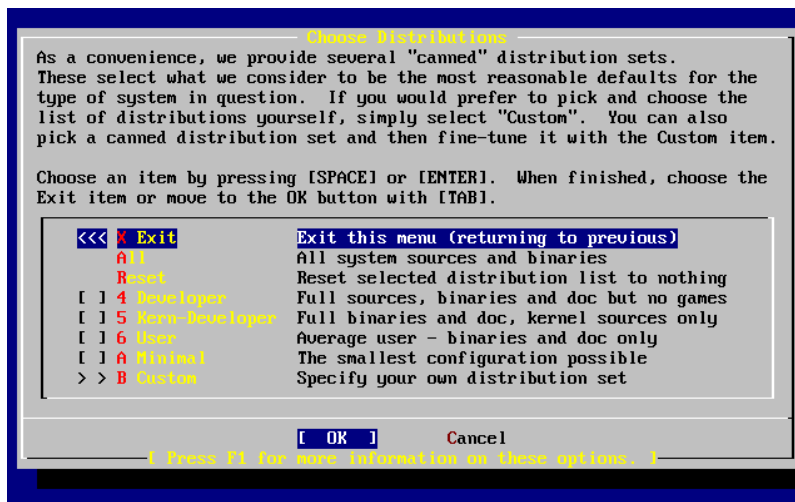 Choose Distributions
As a convenience, we provide several "canned" distribution sets.
These select what we consider to be the most reasonable defaults for the
type of system in question.  If you would prefer to pick and choose the
list of distributions yourself, simply select "Custom".  You can also
pick a canned distribution set and then fine-tune it with the Custom item.
Choose an item by pressing [SPACE] or [ENTER].  When finished, choose the
Exit item or move to the OK button with [TAB].
<<< X Exit Exit this menu (returning to previous)
All All system sources and binaries
Reset Reset selected distribution list to nothing
[ ] 4 Developer Full sources, binaries and doc but no games
[ ] 5 Kern-Developer Full binaries and doc, kernel sources only
[ ] 6 User Average user - binaries and doc only
[ ] A Minimal The smallest configuration possible
> > B Custom Specify your own distribution set
[ OK ] Cancel
[ Press F1 for more information on these options. ]